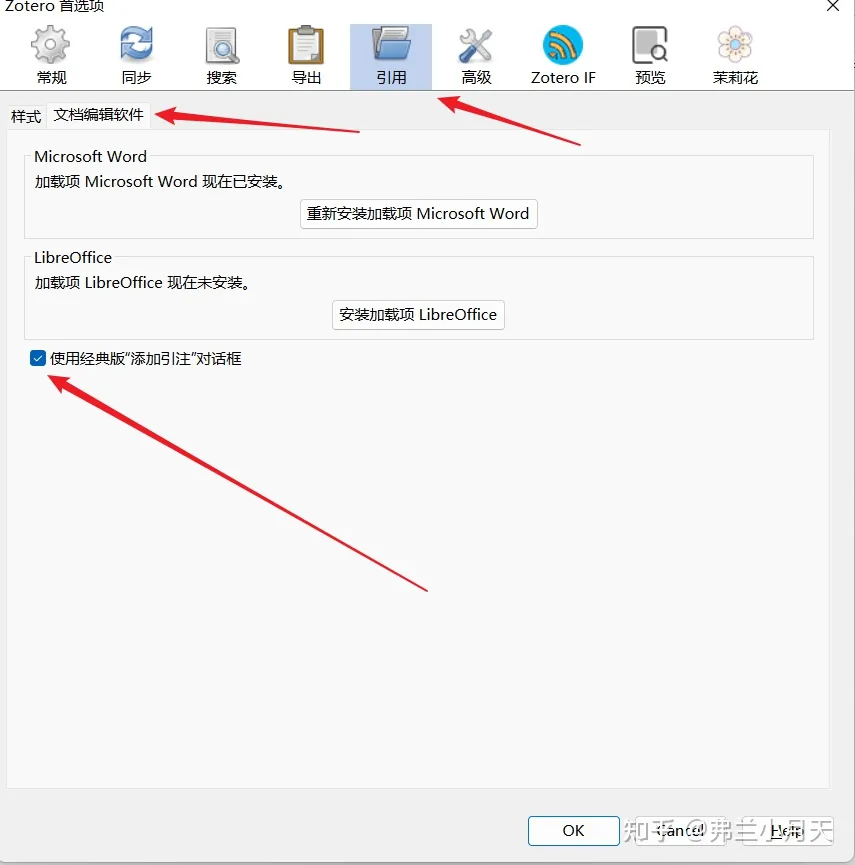 Zotero 首选项
常规 同步 搜索 导出 引用 高级 Zotero IF 预览 茉莉花
样式 文档编辑软件
Microsoft Word
加载项 Microsoft Word 现在已安装。
重新安装加载项 Microsoft Word
LibreOffice
加载项 LibreOffice 现在未安装。
安装加载项 LibreOffice
使用经典版“添加引注”对话框
OK Cancel Help
知乎 @弗兰小月天